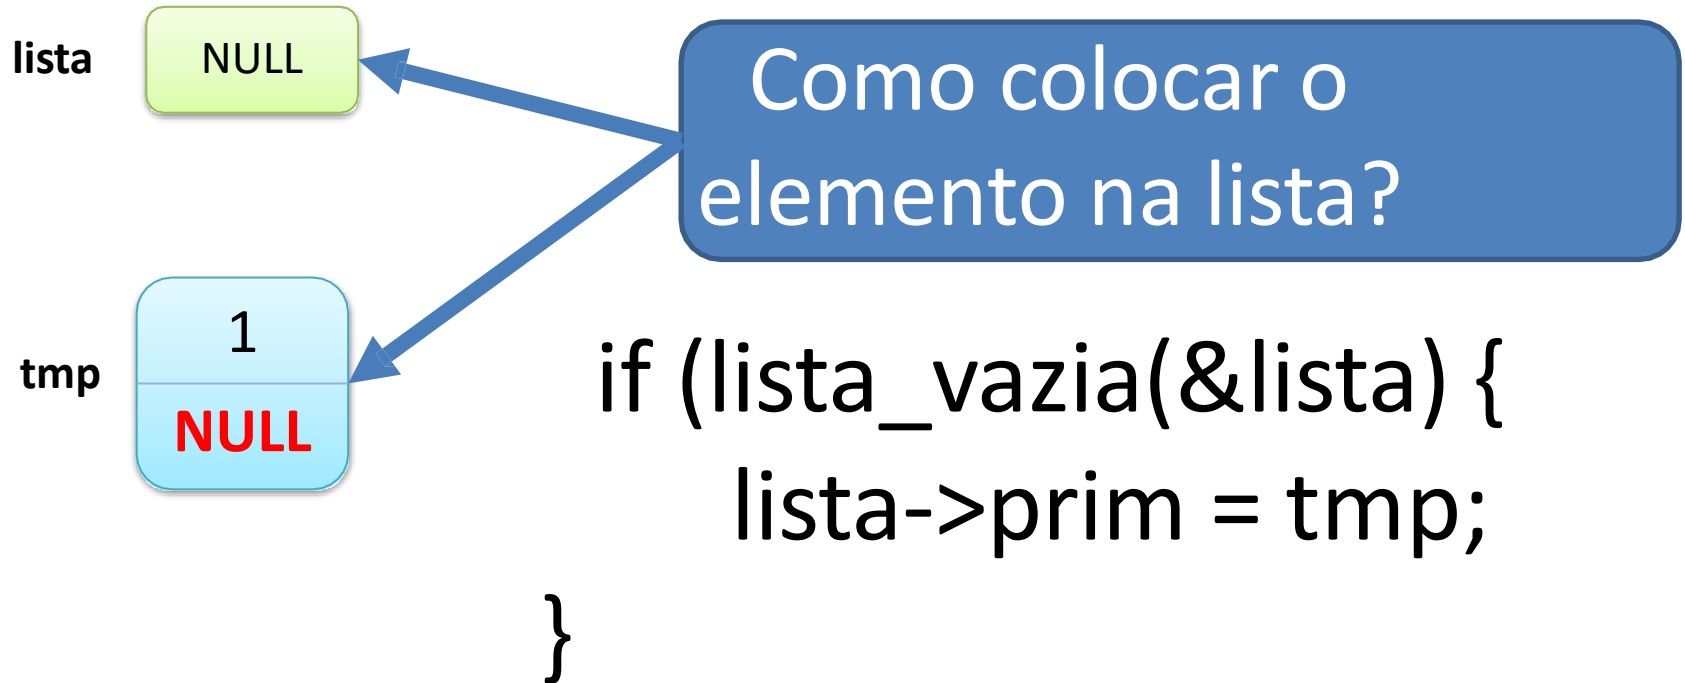 lista
NULL
Como colocar o
elemento na lista?
tmp
1
NULL
if (lista_vazia(&lista) {
lista->prim = tmp;
}